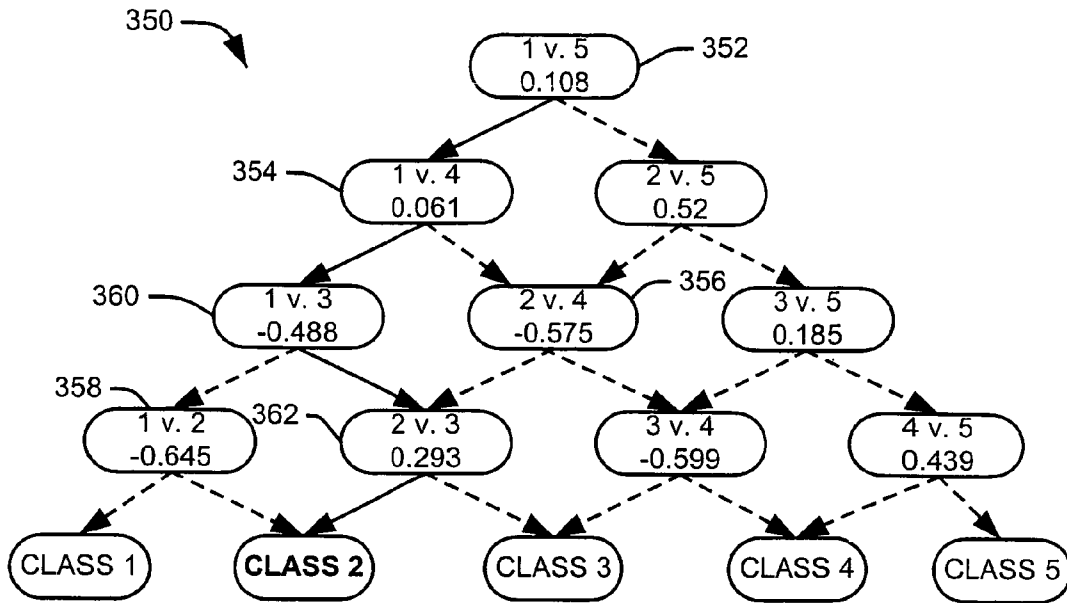 350
1 v. 5
0.108
352
354
1 v. 4
0.061
2 v. 5
0.52
360
1 v. 3
-0.488
2 v. 4
-0.575
356
3 v. 5
0.185
358
1 v. 2
-0.645
362
2 v. 3
0.293
3 v. 4
-0.599
4 v. 5
0.439
CLASS 1
CLASS 2
CLASS 3
CLASS 4
CLASS 5